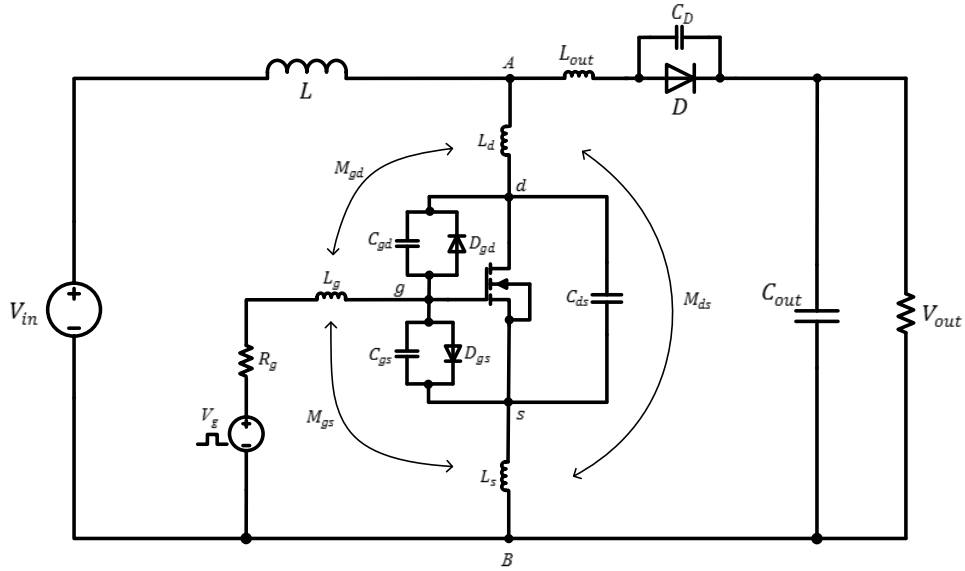 C_D
L_out
A
L
D
L_d
M_gd
d
C_gd
D_gd
L_g
g
C_ds
M_ds
C_out
V_in
V_out
R_g
C_gs
D_gs
V_g
M_gs
s
L_s
B